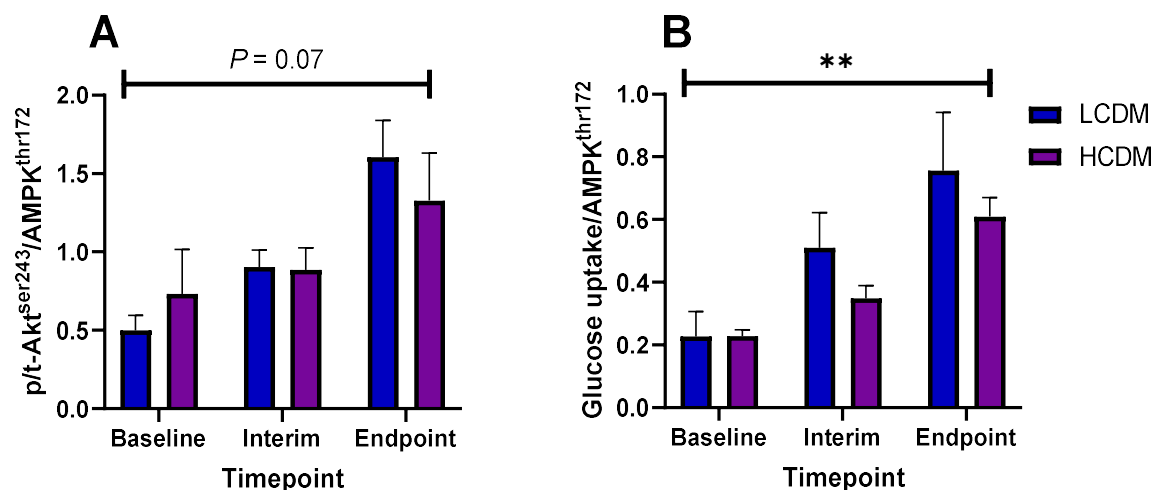 A
P = 0.07
p/t-Akt^ser243/AMPK^thr172
2.0
1.5
1.0
0.5
0.0
Baseline Interim Endpoint
Timepoint
B
**
Glucose uptake/AMPK^thr172
1.0
0.8
0.6
0.4
0.2
0.0
Baseline Interim Endpoint
Timepoint
LCDM
HCDM